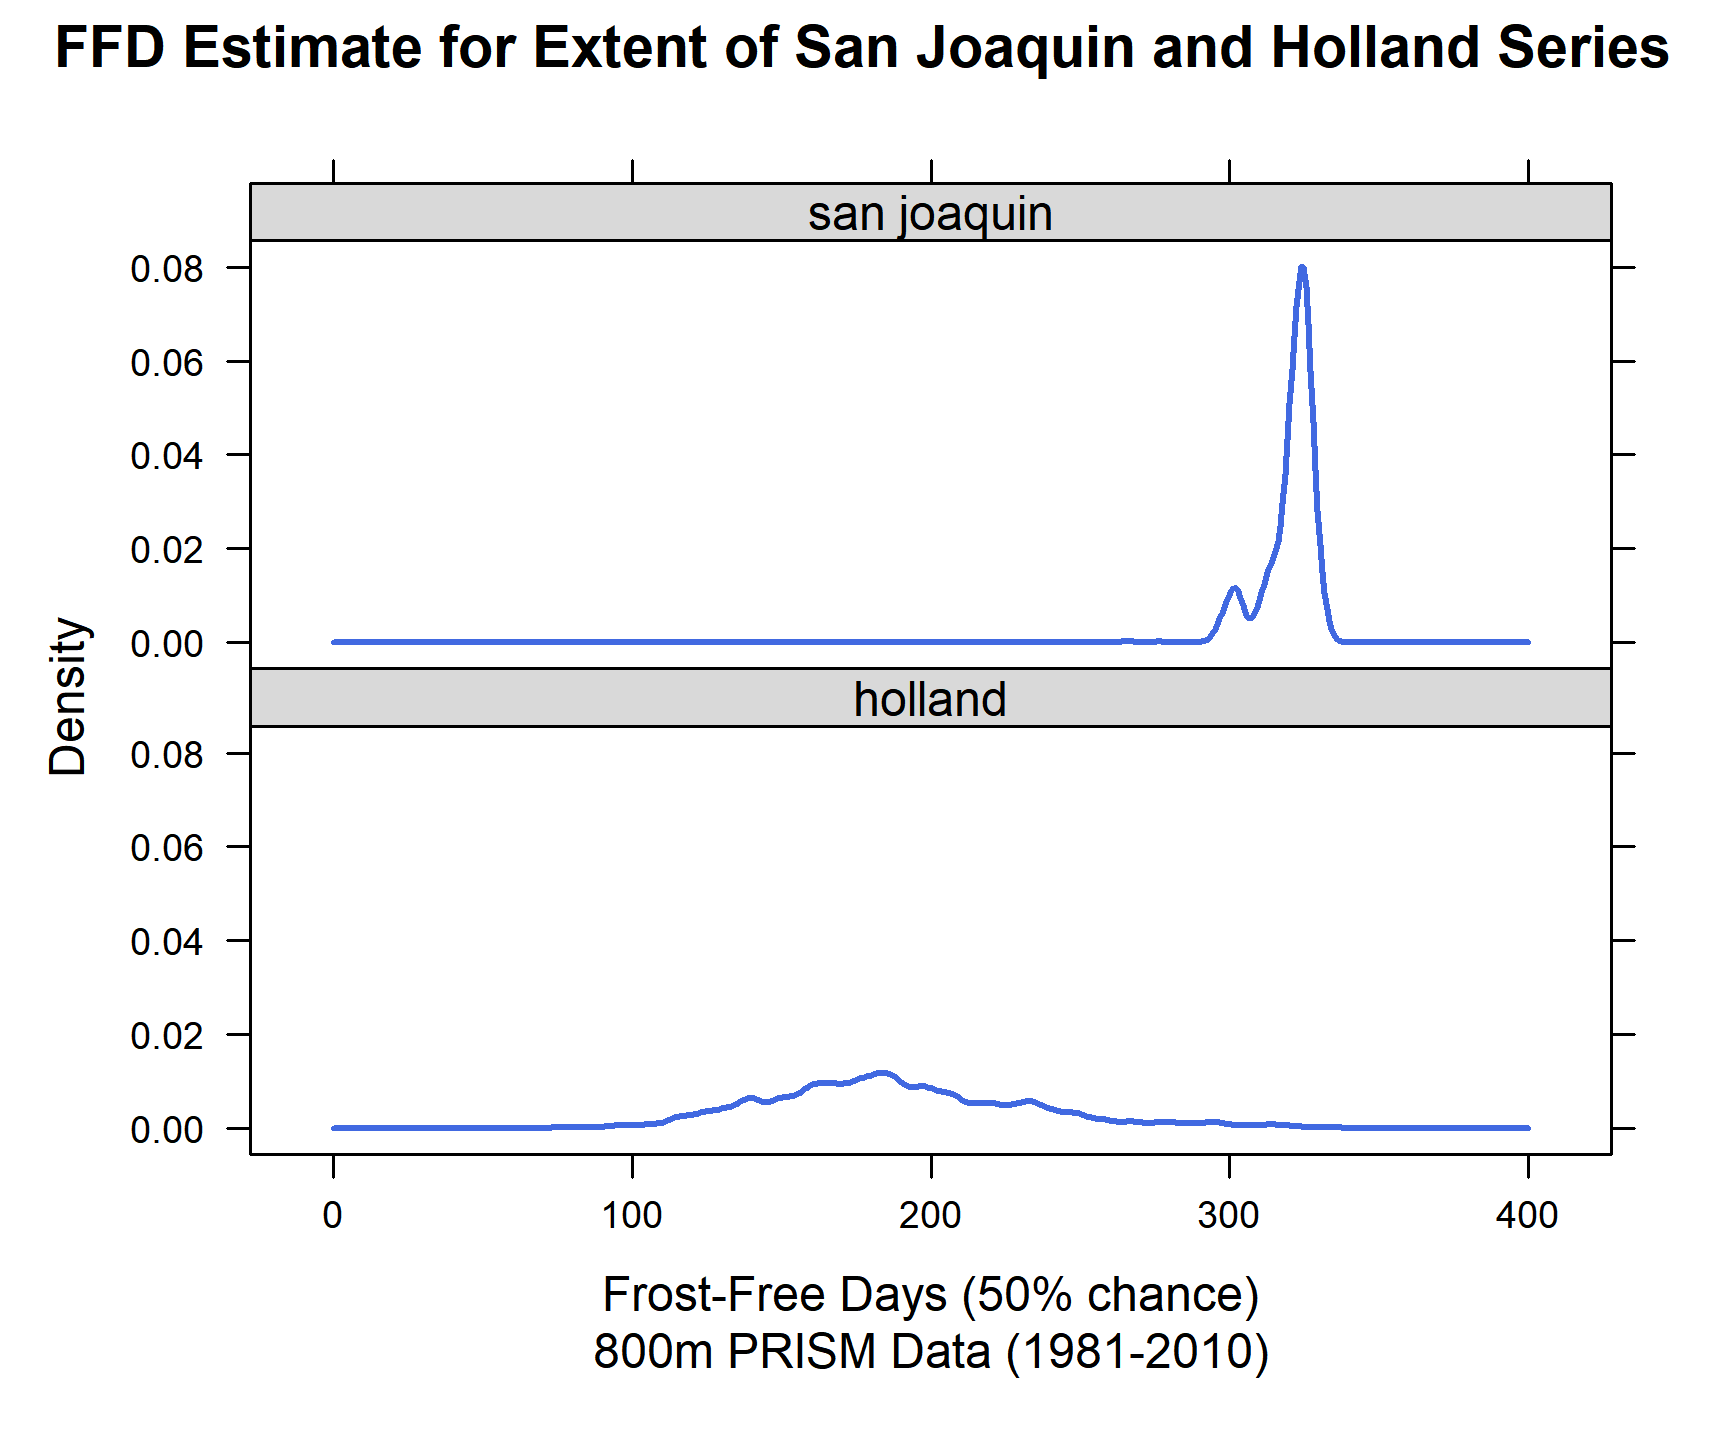 FFD Estimate for Extent of San Joaquin and Holland Series
san joaquin
0.08
0.06
0.04
0.02
0.00
holland
0.08
0.06
0.04
0.02
0.00
Density
0 100 200 300 400
Frost-Free Days (50% chance)
800m PRISM Data (1981-2010)